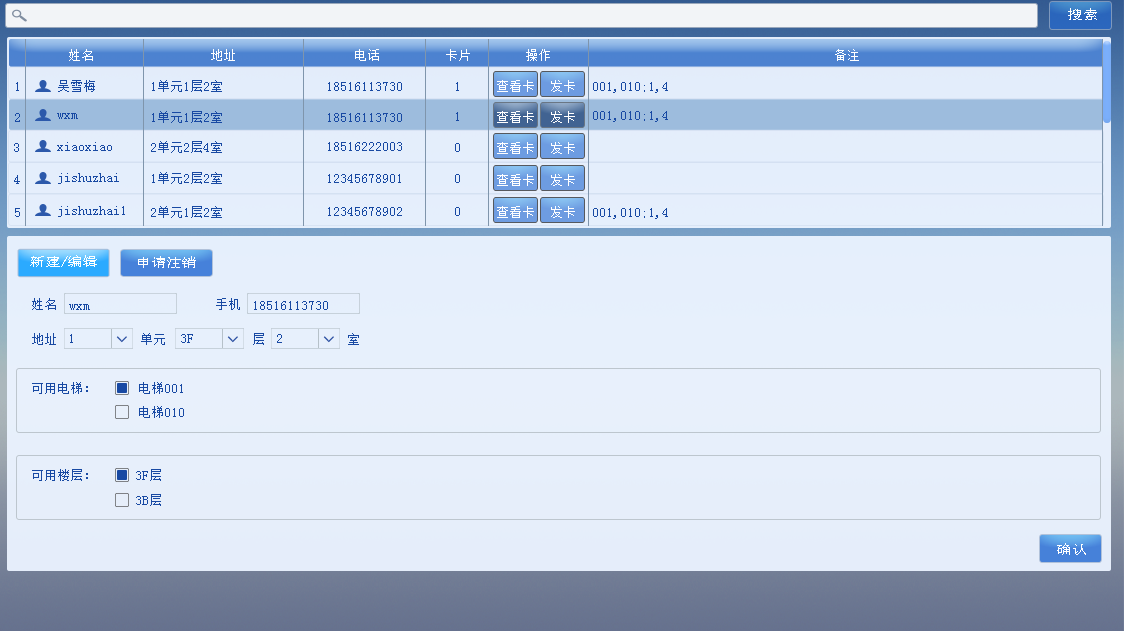 搜索
姓名 地址 电话 卡片 操作 备注
1 吴雪梅 1单元1层2室 18516113730 1 查看卡 发卡 001,010;1,4
2 wxm 1单元1层2室 18516113730 1 查看卡 发卡 001,010;1,4
3 xiaoxiao 2单元2层4室 18516222003 0 查看卡 发卡
4 jishuzhai 1单元2层2室 12345678901 0 查看卡 发卡
5 jishuzhai1 2单元1层2室 12345678902 0 查看卡 发卡 001,010;1,4
新建/编辑 申请注销
姓名 wxm 手机 18516113730
地址 1 单元 3F 层 2 室
可用电梯: 电梯001
电梯010
可用楼层: 3F层
3B层
确认